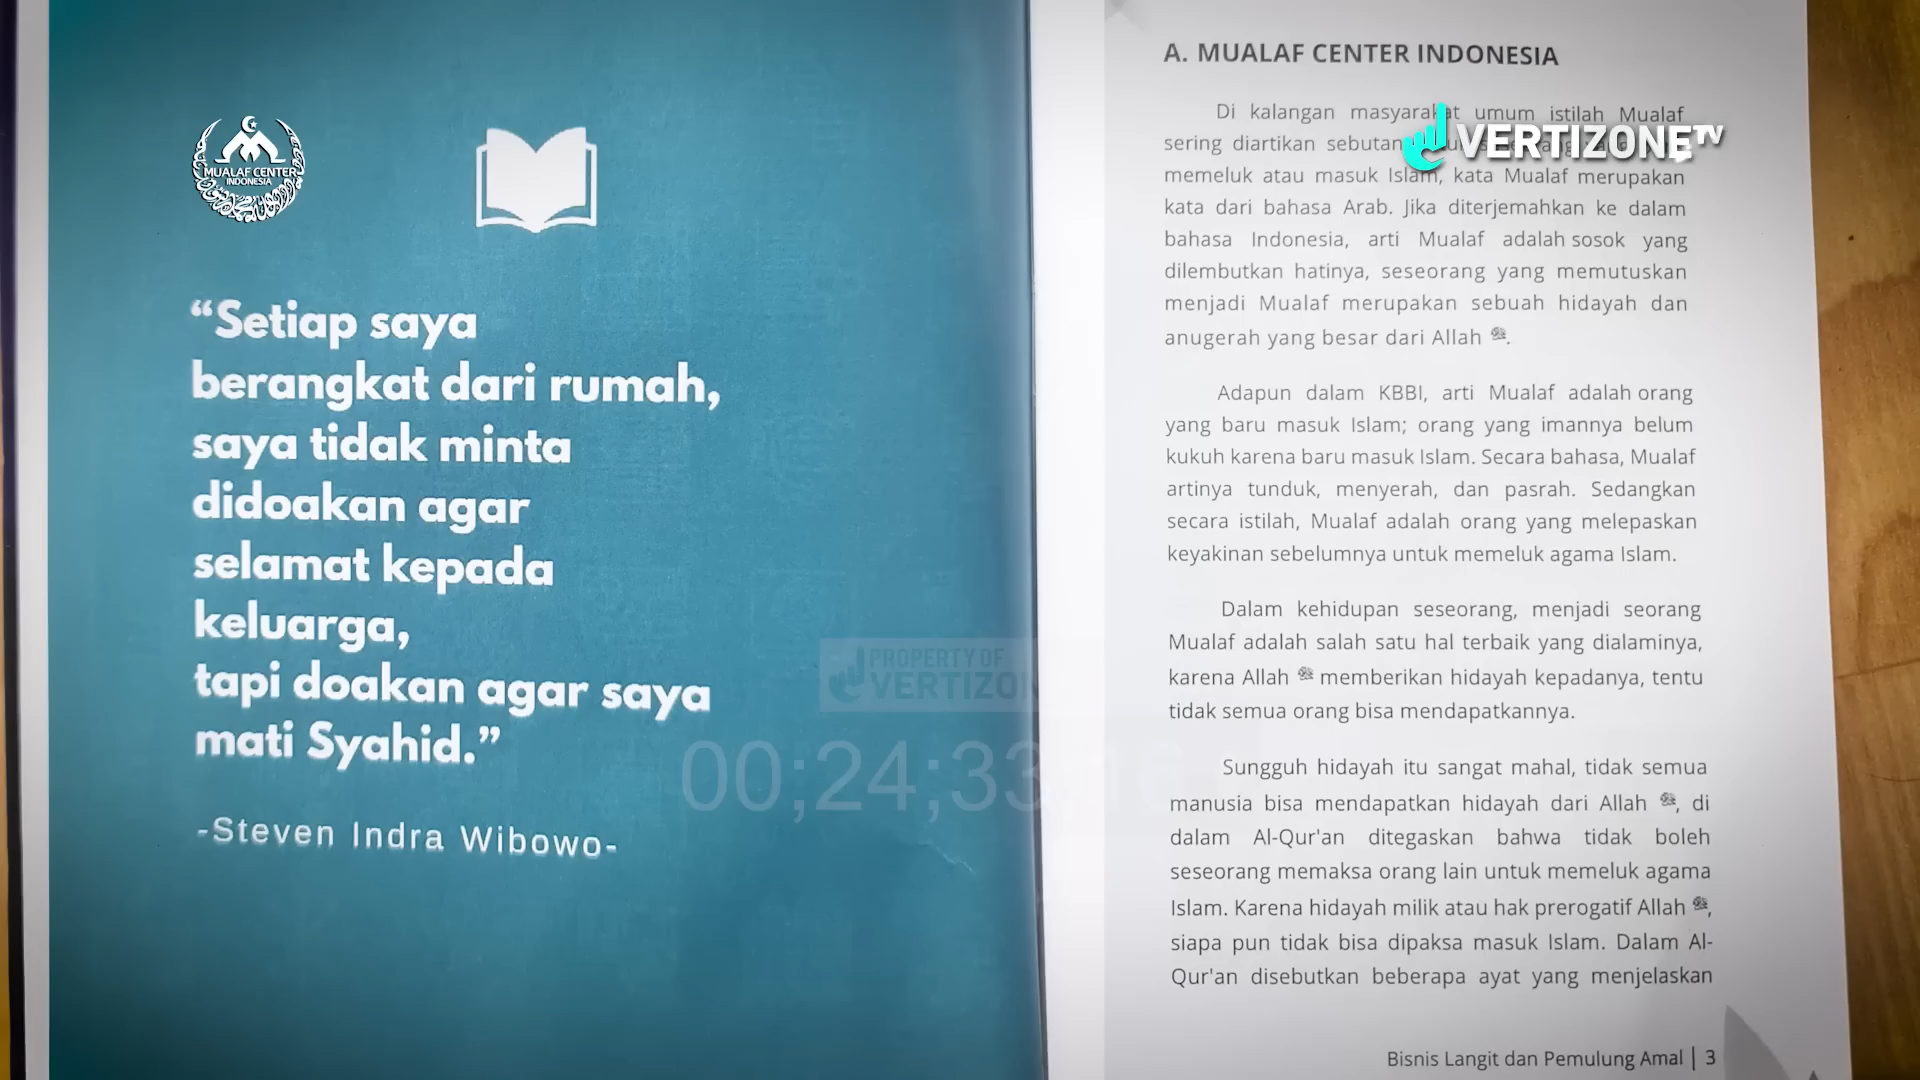 MUALAF CENTER
INDONESIA
“Setiap saya
berangkat dari rumah,
saya tidak minta
didoakan agar
selamat kepada
keluarga,
tapi doakan agar saya
mati Syahid.”
-Steven Indra Wibowo-
A. MUALAF CENTER INDONESIA
Di kalangan masyarakat umum istilah Mualaf
sering diartikan sebutan
memeluk atau masuk Islam, kata Mualaf merupakan
kata dari bahasa Arab. Jika diterjemahkan ke dalam
bahasa Indonesia, arti Mualaf adalah sosok yang
dilembutkan hatinya, seseorang yang memutuskan
menjadi Mualaf merupakan sebuah hidayah dan
anugerah yang besar dari Allah.
Adapun dalam KBBI, arti Mualaf adalah orang
yang baru masuk Islam; orang yang imannya belum
kukuh karena baru masuk Islam. Secara bahasa, Mualaf
artinya tunduk, menyerah, dan pasrah. Sedangkan
secara istilah, Mualaf adalah orang yang melepaskan
keyakinan sebelumnya untuk memeluk agama Islam.
Dalam kehidupan seseorang, menjadi seorang
Mualaf adalah salah satu hal terbaik yang dialaminya,
karena Allah memberikan hidayah kepadanya, tentu
tidak semua orang bisa mendapatkannya.
Sungguh hidayah itu sangat mahal, tidak semua
manusia bisa mendapatkan hidayah dari Allah, di
dalam Al-Qur'an ditegaskan bahwa tidak boleh
seseorang memaksa orang lain untuk memeluk agama
Islam. Karena hidayah milik atau hak prerogatif Allah,
siapa pun tidak bisa dipaksa masuk Islam. Dalam Al-
Qur'an disebutkan beberapa ayat yang menjelaskan
Bisnis Langit dan Pemulung Amal | 3
VERTIZONE TV
PROPERTY OF
VERTIZON
00;24;33;16